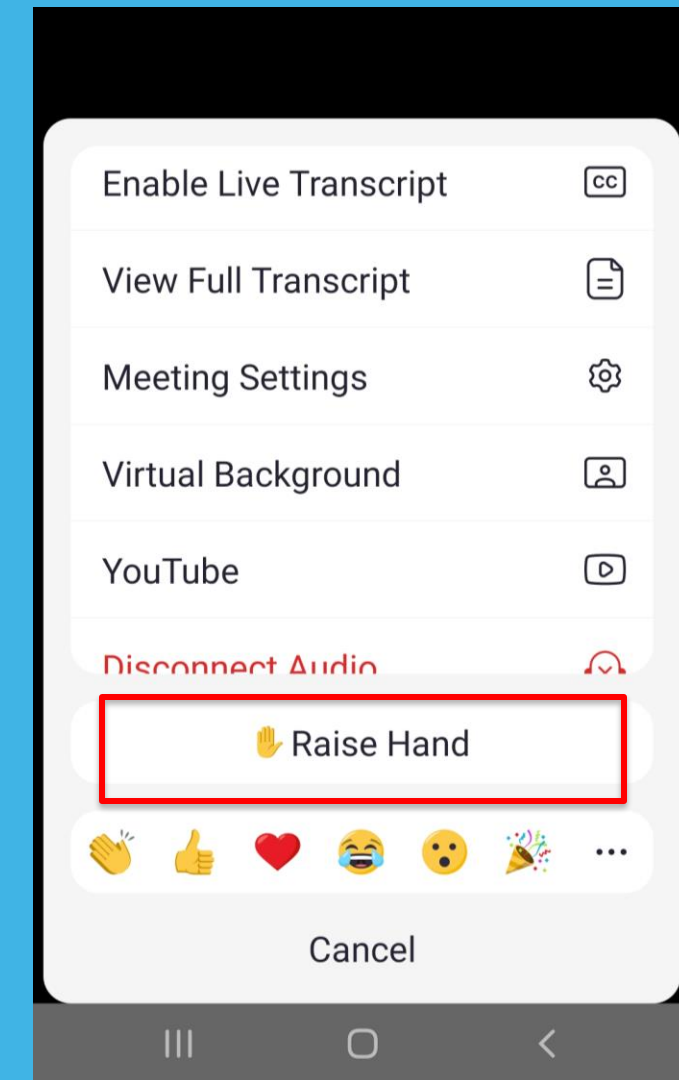 Enable Live Transcript
CC
View Full Transcript
Meeting Settings
Virtual Background
YouTube
Disconnect Audio
Raise Hand
Cancel